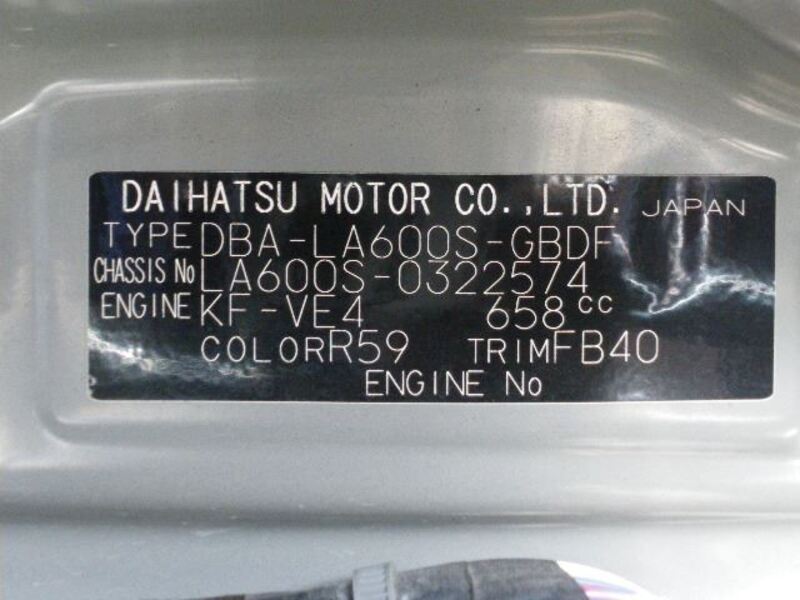 DAIHATSU MOTOR CO.,LTD. JAPAN
TYPE DBA-LA600S-GBDF
CHASSIS No LA600S-0322574
ENGINE KF-VE4 658cc
COLOR R59 TRIM FB40
ENGINE No